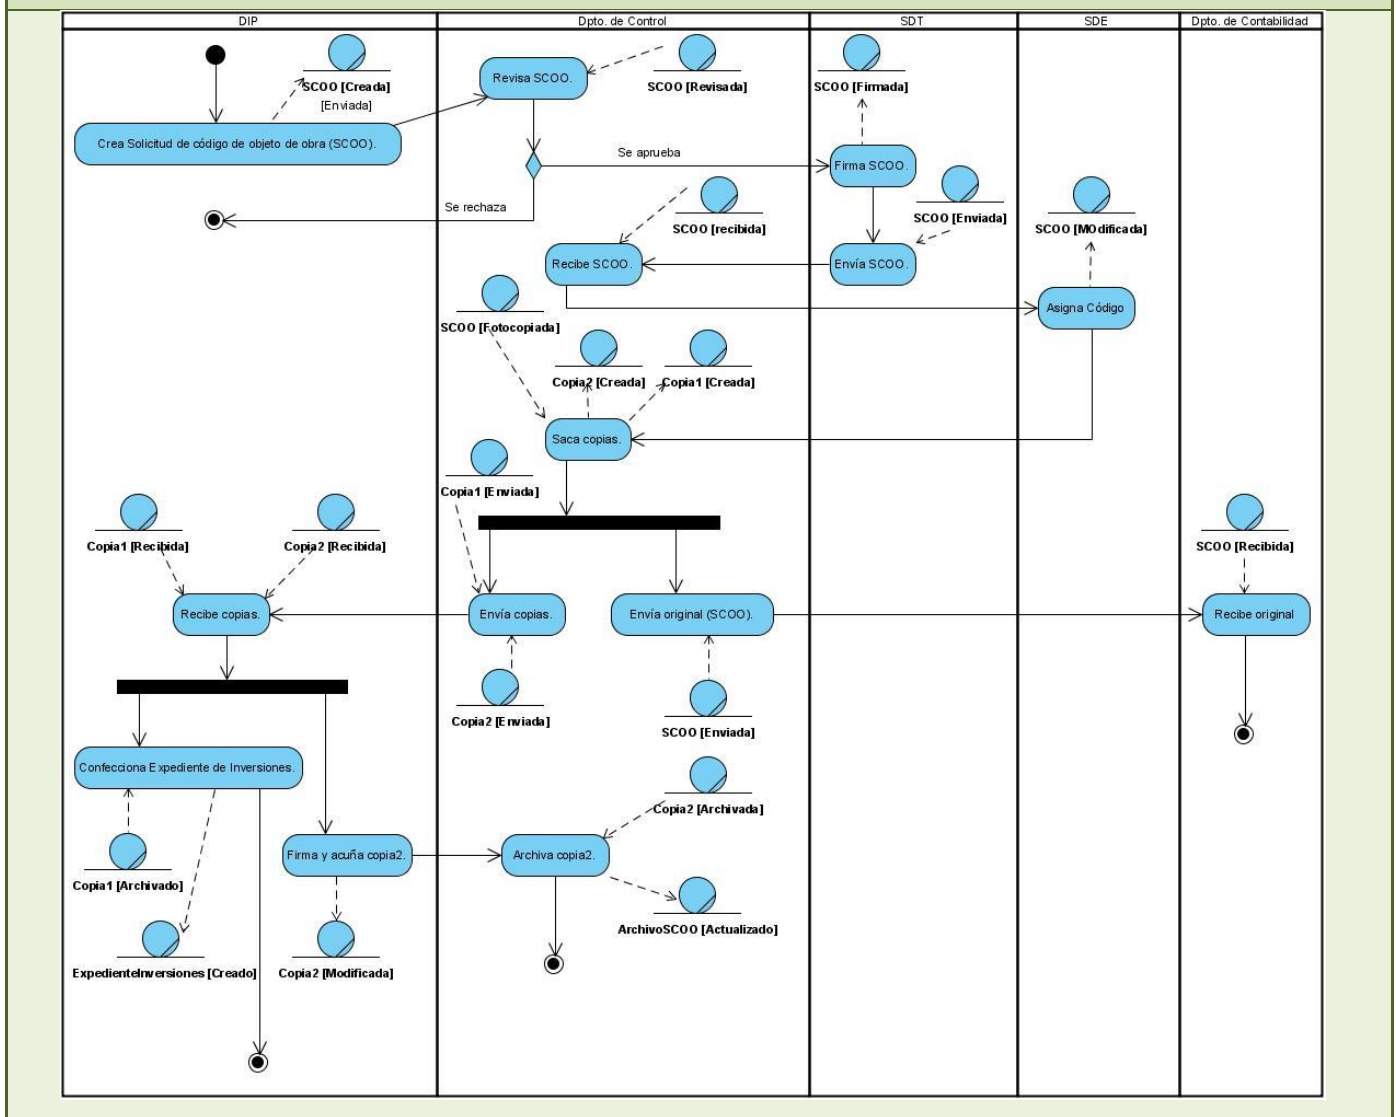 DIP
Dpto. de Control
SDT
SDE
Dpto. de Contabilidad
SCOO [Creada]
[Enviada]
Revisa SCOO.
SCOO [Revisada]
SCOO [Firmada]
Crea Solicitud de código de objeto de obra (SCOO).
Se aprueba
Firma SCOO.
Se rechaza
SCOO [recibida]
SCOO [Enviada]
SCOO [MOdificada]
Recibe SCOO.
Envía SCOO.
Asigna Código
SCOO [Fotocopiada]
Copia2 [Creada]
Copia1 [Creada]
Saca copias.
Copia1 [Enviada]
Copia1 [Recibida]
Copia2 [Recibida]
SCOO [Recibida]
Recibe copias.
Envía copias.
Envía original (SCOO).
Recibe original
Copia2 [Enviada]
SCOO [Enviada]
Confecciona Expediente de Inversiones.
Copia2 [Archivada]
Firma y acuña copia2.
Archiva copia2.
Copia1 [Archivado]
ArchivoSCOO [Actualizado]
ExpedienteInversiones [Creado]
Copia2 [Modificada]